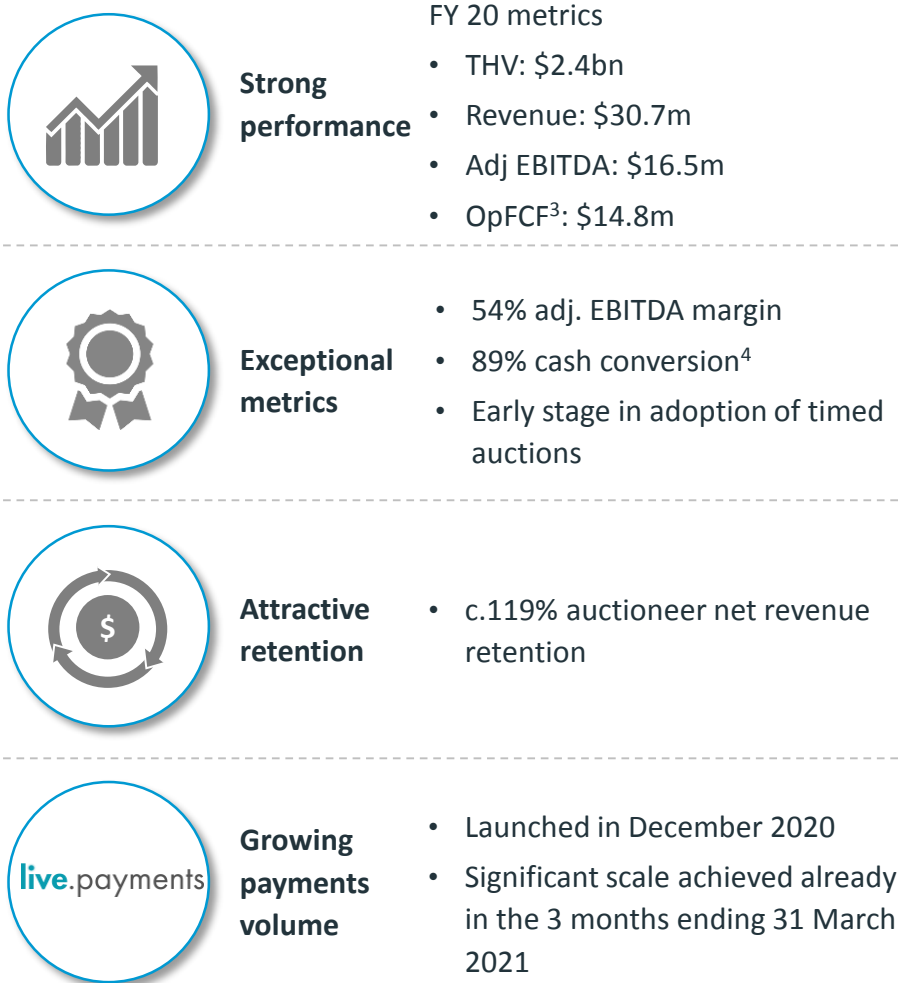 FY 20 metrics
Strong
performance
• THV: $2.4bn
• Revenue: $30.7m
• Adj EBITDA: $16.5m
• OpFCF³: $14.8m
Exceptional
metrics
• 54% adj. EBITDA margin
• 89% cash conversion⁴
• Early stage in adoption of timed
auctions
$
Attractive
retention
• c.119% auctioneer net revenue
retention
live.payments
Growing
payments
volume
• Launched in December 2020
• Significant scale achieved already
in the 3 months ending 31 March
2021